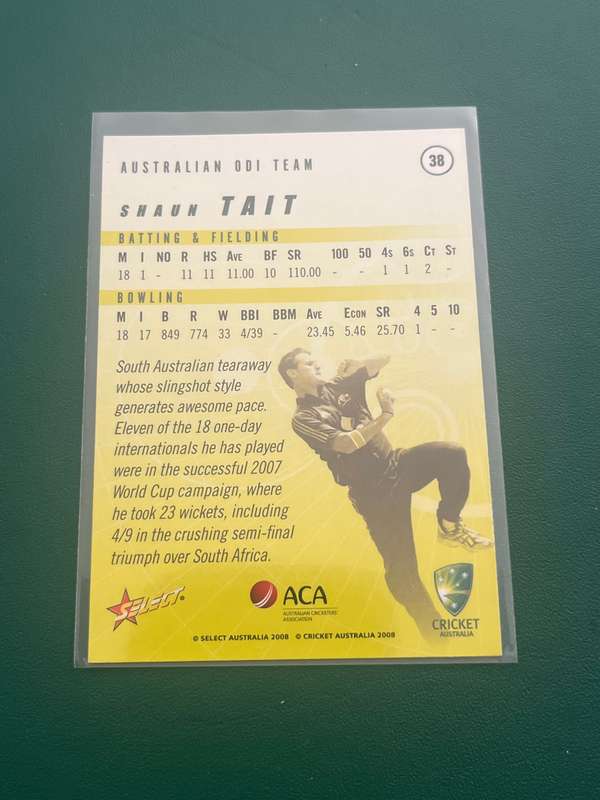 AUSTRALIAN ODI TEAM 38
SHAUN TAIT
BATTING & FIELDING
M I NO R HS AVE BF SR 100 50 4s 6s CT ST
18 1 - 11 11 11.00 10 110.00 - - 1 1 2 -
BOWLING
M I B R W BBI BBM AVE ECON SR 4 5 10
18 17 849 774 33 4/39 - 23.45 5.46 25.70 1 - -
South Australian tearaway
whose slingshot style
generates awesome pace.
Eleven of the 18 one-day
internationals he has played
were in the successful 2007
World Cup campaign, where
he took 23 wickets, including
4/9 in the crushing semi-final
triumph over South Africa.
SELECT
ACA
AUSTRALIAN CRICKETERS'
ASSOCIATION
CRICKET
AUSTRALIA
© SELECT AUSTRALIA 2008 © CRICKET AUSTRALIA 2008